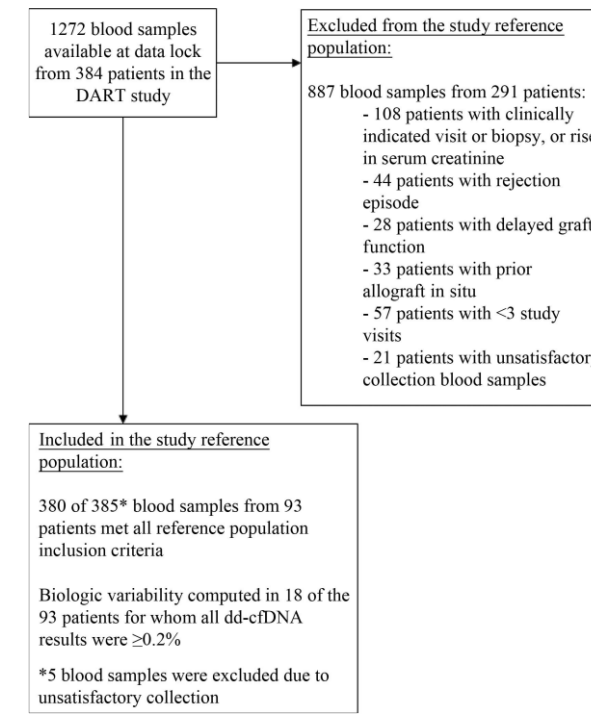 1272 blood samples
available at data lock
from 384 patients in the
DART study
Excluded from the study reference
population:
887 blood samples from 291 patients:
- 108 patients with clinically
indicated visit or biopsy, or rise
in serum creatinine
- 44 patients with rejection
episode
- 28 patients with delayed graft
function
- 33 patients with prior
allograft in situ
- 57 patients with <3 study
visits
- 21 patients with unsatisfactor
collection blood samples
Included in the study reference
population:
380 of 385* blood samples from 93
patients met all reference population
inclusion criteria
Biologic variability computed in 18 of the
93 patients for whom all dd-cfDNA
results were ≥0.2%
*5 blood samples were excluded due to
unsatisfactory collection